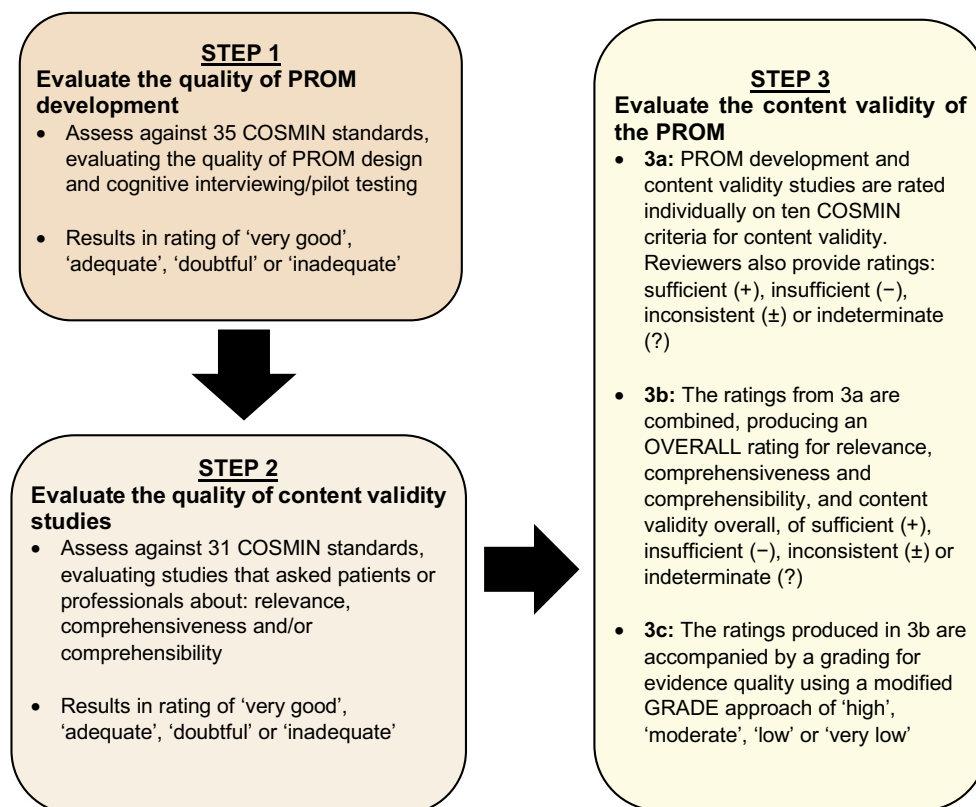 STEP 1
Evaluate the quality of PROM
development
• Assess against 35 COSMIN standards,
evaluating the quality of PROM design
and cognitive interviewing/pilot testing
• Results in rating of ‘very good’,
‘adequate’, ‘doubtful’ or ‘inadequate’
STEP 2
Evaluate the quality of content validity
studies
• Assess against 31 COSMIN standards,
evaluating studies that asked patients or
professionals about: relevance,
comprehensiveness and/or
comprehensibility
• Results in rating of ‘very good’,
‘adequate’, ‘doubtful’ or ‘inadequate’
STEP 3
Evaluate the content validity of
the PROM
• 3a: PROM development and
content validity studies are rated
individually on ten COSMIN
criteria for content validity.
Reviewers also provide ratings:
sufficient (+), insufficient (−),
inconsistent (±) or indeterminate
(?)
• 3b: The ratings from 3a are
combined, producing an
OVERALL rating for relevance,
comprehensiveness and
comprehensibility, and content
validity overall, of sufficient (+),
insufficient (−), inconsistent (±) or
indeterminate (?)
• 3c: The ratings produced in 3b are
accompanied by a grading for
evidence quality using a modified
GRADE approach of ‘high’,
‘moderate’, ‘low’ or ‘very low’